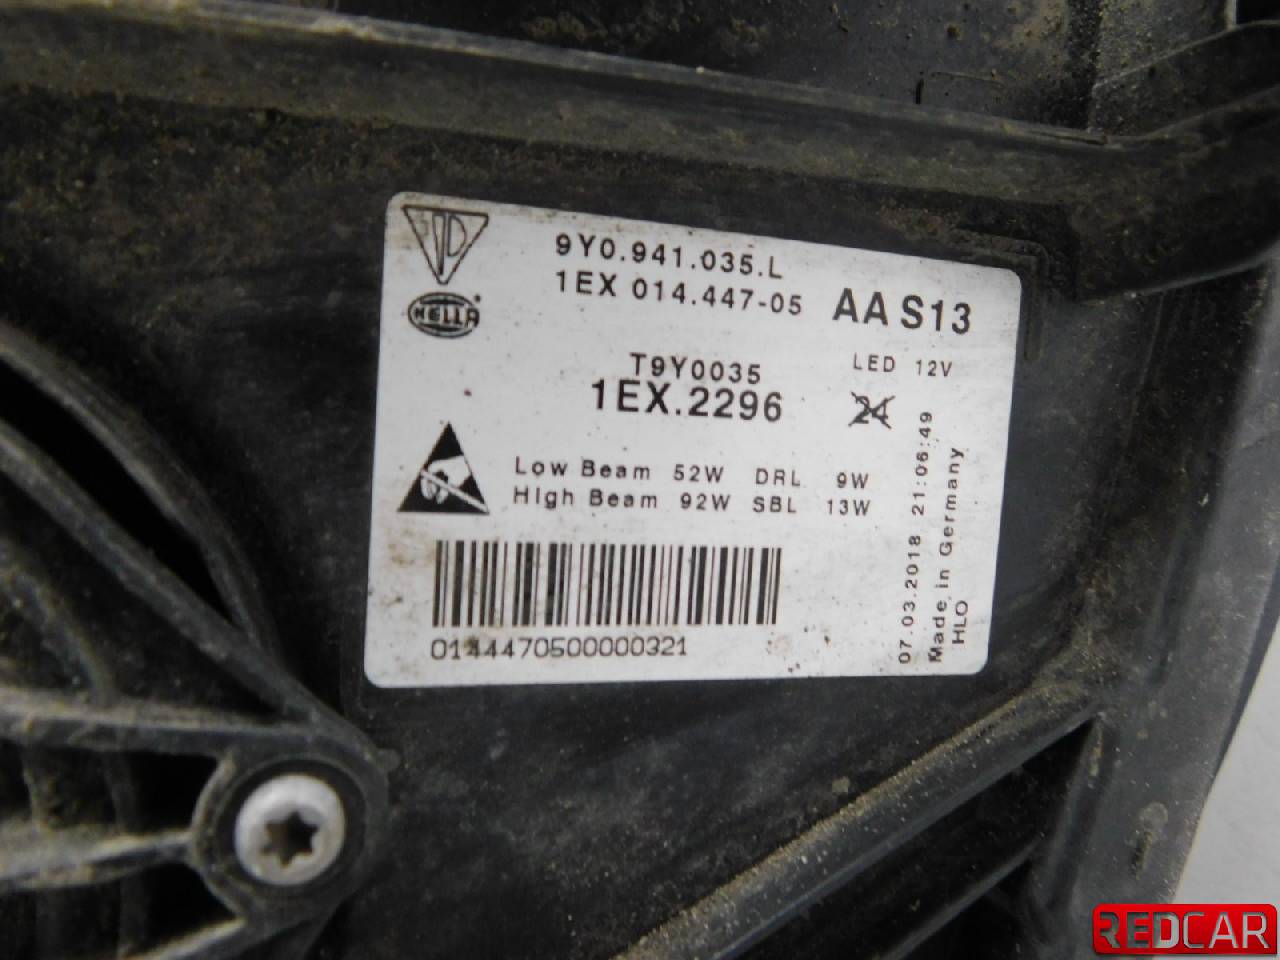 9Y0.941.035.L
1EX 014.447-05
AA S13
HELLA
T9Y0035
1EX.2296
LED 12V
24
Low Beam 52W DRL 9W
High Beam 92W SBL 13W
0144470500000321
07.03.2018 21:06:49
Made in Germany
HLO
REDCAR